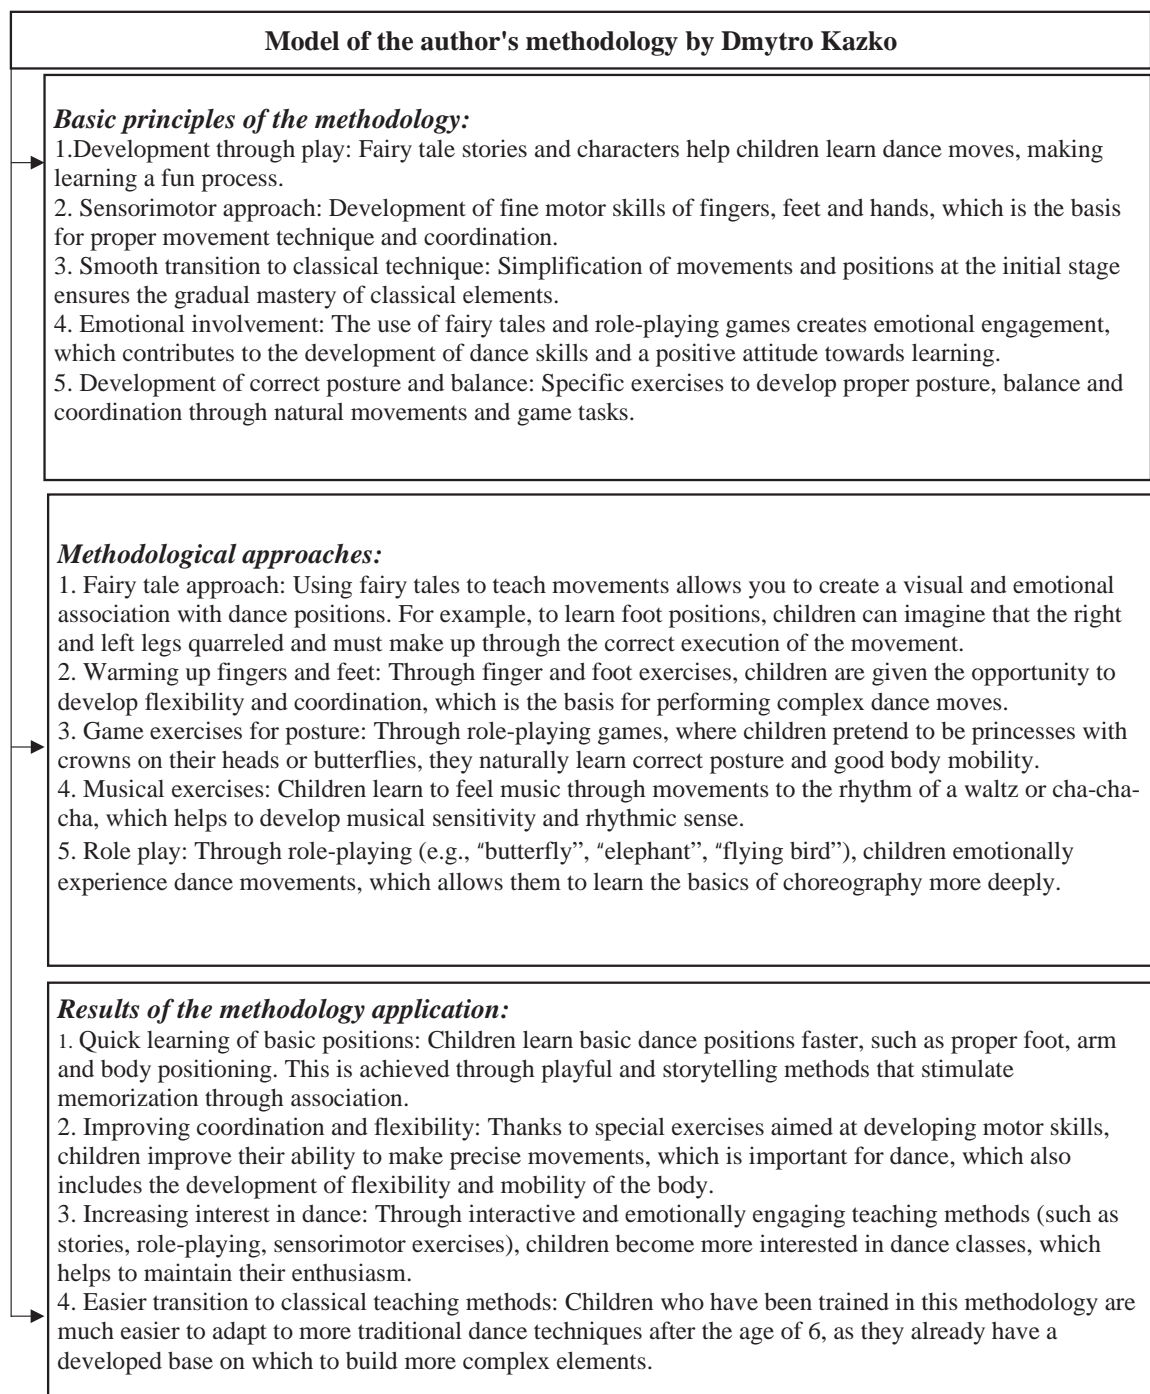 Model of the author's methodology by Dmytro Kazko
Basic principles of the methodology:
1.Development through play: Fairy tale stories and characters help children learn dance moves, making
learning a fun process.
2. Sensorimotor approach: Development of fine motor skills of fingers, feet and hands, which is the basis
for proper movement technique and coordination.
3. Smooth transition to classical technique: Simplification of movements and positions at the initial stage
ensures the gradual mastery of classical elements.
4. Emotional involvement: The use of fairy tales and role-playing games creates emotional engagement,
which contributes to the development of dance skills and a positive attitude towards learning.
5. Development of correct posture and balance: Specific exercises to develop proper posture, balance and
coordination through natural movements and game tasks.
Methodological approaches:
1. Fairy tale approach: Using fairy tales to teach movements allows you to create a visual and emotional
association with dance positions. For example, to learn foot positions, children can imagine that the right
and left legs quarreled and must make up through the correct execution of the movement.
2. Warming up fingers and feet: Through finger and foot exercises, children are given the opportunity to
develop flexibility and coordination, which is the basis for performing complex dance moves.
3. Game exercises for posture: Through role-playing games, where children pretend to be princesses with
crowns on their heads or butterflies, they naturally learn correct posture and good body mobility.
4. Musical exercises: Children learn to feel music through movements to the rhythm of a waltz or cha-cha-
cha, which helps to develop musical sensitivity and rhythmic sense.
5. Role play: Through role-playing (e.g., “butterfly”, “elephant”, “flying bird”), children emotionally
experience dance movements, which allows them to learn the basics of choreography more deeply.
Results of the methodology application:
1. Quick learning of basic positions: Children learn basic dance positions faster, such as proper foot, arm
and body positioning. This is achieved through playful and storytelling methods that stimulate
memorization through association.
2. Improving coordination and flexibility: Thanks to special exercises aimed at developing motor skills,
children improve their ability to make precise movements, which is important for dance, which also
includes the development of flexibility and mobility of the body.
3. Increasing interest in dance: Through interactive and emotionally engaging teaching methods (such as
stories, role-playing, sensorimotor exercises), children become more interested in dance classes, which
helps to maintain their enthusiasm.
4. Easier transition to classical teaching methods: Children who have been trained in this methodology are
much easier to adapt to more traditional dance techniques after the age of 6, as they already have a
developed base on which to build more complex elements.